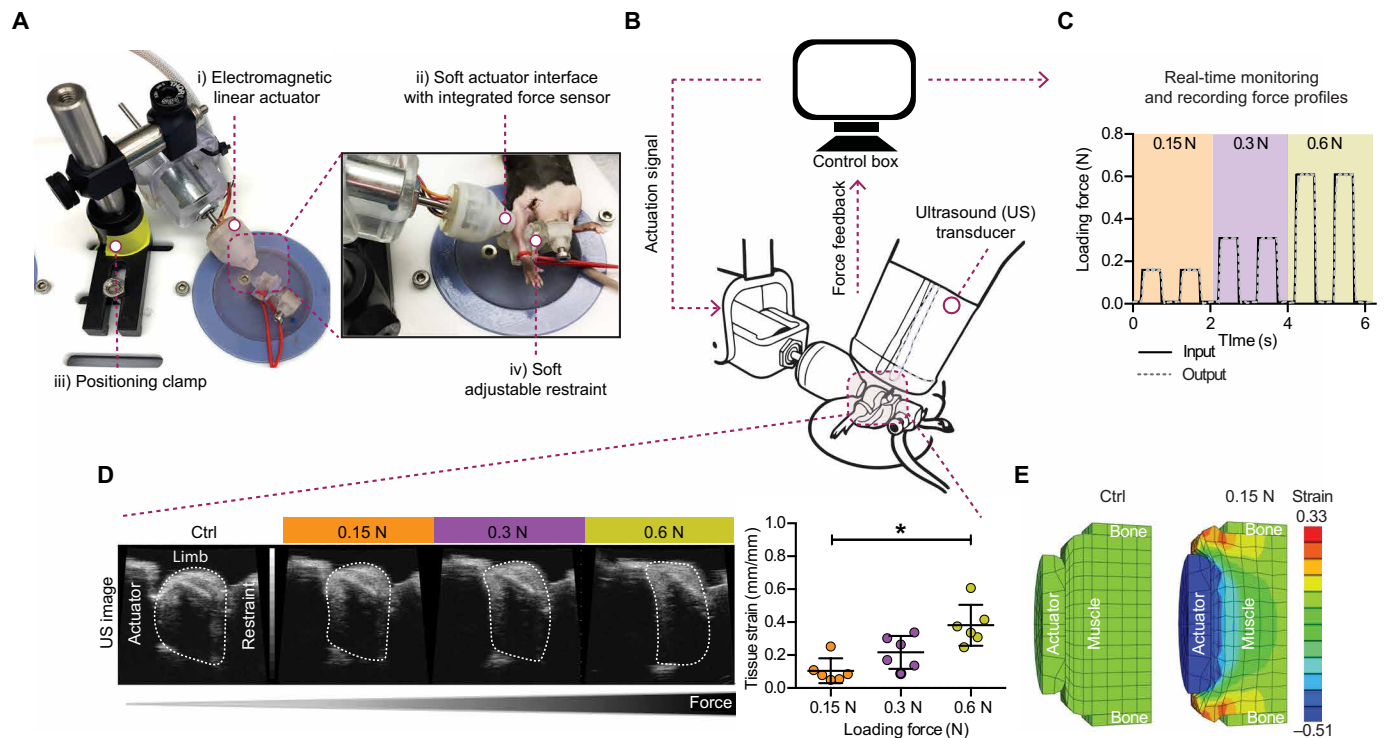 A
i) Electromagnetic
linear actuator
ii) Soft actuator interface
with integrated force sensor
iii) Positioning clamp
iv) Soft
adjustable restraint
B
Control box
Actuation signal
Force feedback
Ultrasound (US)
transducer
C
Real-time monitoring
and recording force profiles
Loading force (N)
0.8
0.6
0.4
0.2
0.0
0.15 N
0.3 N
0.6 N
0
2
4
6
TIme (s)
Input
Output
D
Ctrl
0.15 N
0.3 N
0.6 N
US image
Actuator
Limb
Restraint
Force
Tissue strain (mm/mm)
1.0
0.8
0.6
0.4
0.2
0.0
*
0.15 N
0.3 N
0.6 N
Loading force (N)
E
Ctrl
0.15 N
Strain
0.33
–0.51
Bone
Actuator
Muscle
Bone
Bone
Actuator
Muscle
Bone